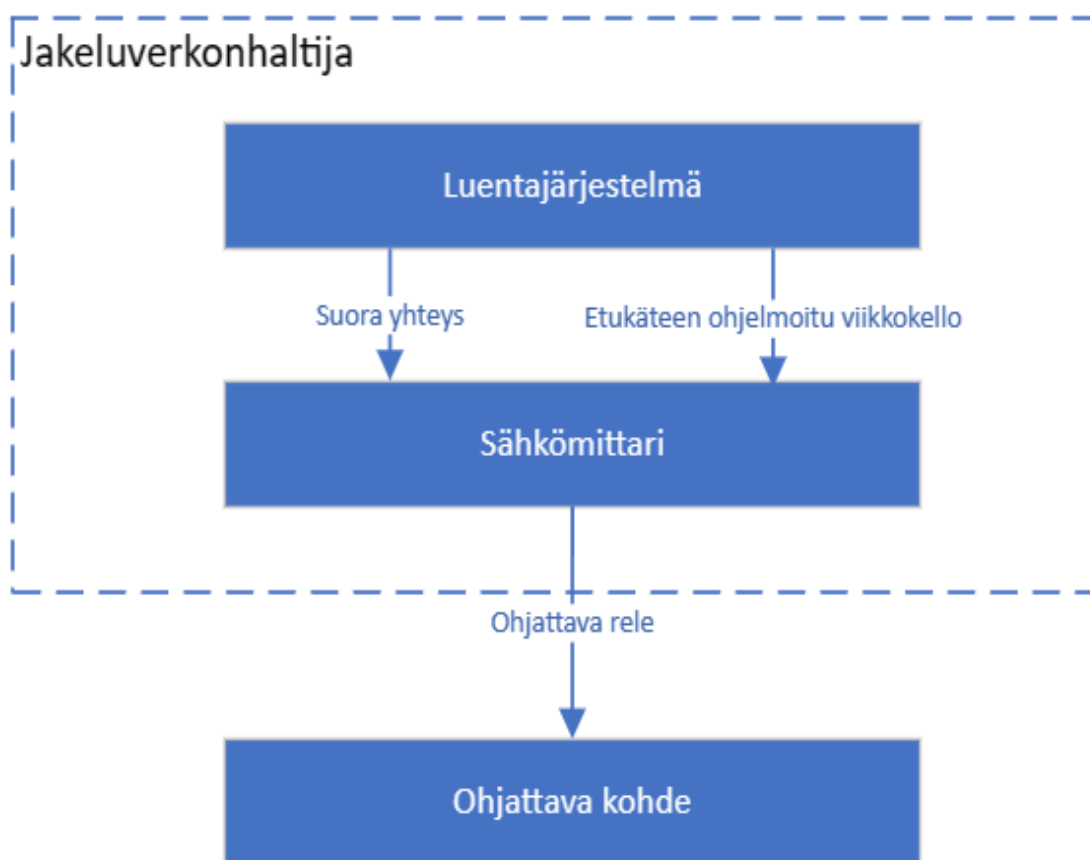 Jakeluverkonhaltija
Luentajärjestelmä
Suora yhteys
Etukäteen ohjelmoitu viikkokello
Sähkömittari
Ohjattava rele
Ohjattava kohde